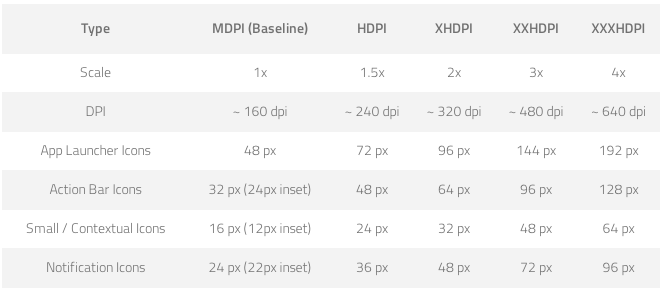 Type MDPI (Baseline) HDPI XHDPI XXHDPI XXXHDPI
Scale 1x 1.5x 2x 3x 4x
DPI ~ 160 dpi ~ 240 dpi ~ 320 dpi ~ 480 dpi ~ 640 dpi
App Launcher Icons 48 px 72 px 96 px 144 px 192 px
Action Bar Icons 32 px (24px inset) 48 px 64 px 96 px 128 px
Small / Contextual Icons 16 px (12px inset) 24 px 32 px 48 px 64 px
Notification Icons 24 px (22px inset) 36 px 48 px 72 px 96 px